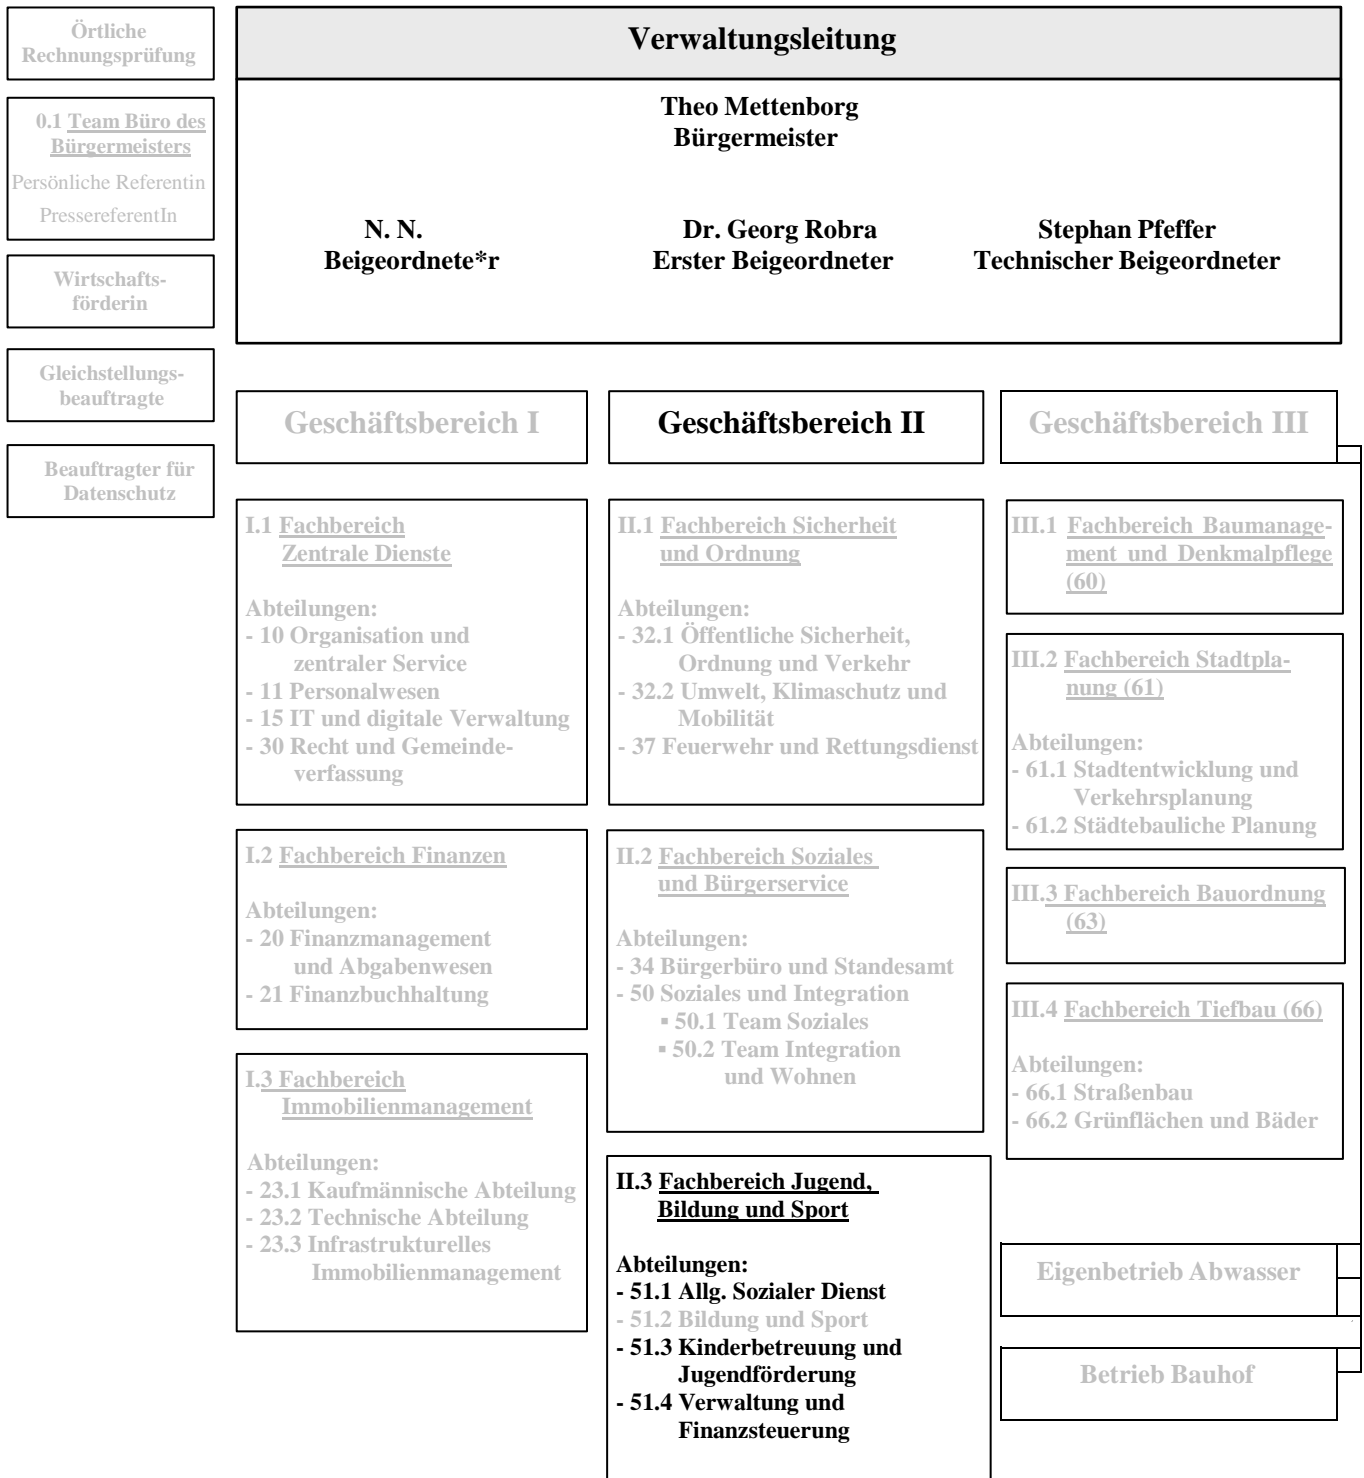 Örtliche
Rechnungsprüfung
0.1 Team Büro des
Bürgermeisters
Persönliche Referentin
PressereferentIn
Wirtschafts-
förderin
Gleichstellungs-
beauftragte
Beauftragter für
Datenschutz
Verwaltungsleitung
Theo Mettenborg
Bürgermeister
N. N.
Beigeordnete*r
Dr. Georg Robra
Erster Beigeordneter
Stephan Pfeffer
Technischer Beigeordneter
Geschäftsbereich I
I.1 Fachbereich
Zentrale Dienste
Abteilungen:
- 10 Organisation und
zentraler Service
- 11 Personalwesen
- 15 IT und digitale Verwaltung
- 30 Recht und Gemeinde-
verfassung
I.2 Fachbereich Finanzen
Abteilungen:
- 20 Finanzmanagement
und Abgabenwesen
- 21 Finanzbuchhaltung
I.3 Fachbereich
Immobilienmanagement
Abteilungen:
- 23.1 Kaufmännische Abteilung
- 23.2 Technische Abteilung
- 23.3 Infrastrukturelles
Immobilienmanagement
Geschäftsbereich II
II.1 Fachbereich Sicherheit
und Ordnung
Abteilungen:
- 32.1 Öffentliche Sicherheit,
Ordnung und Verkehr
- 32.2 Umwelt, Klimaschutz und
Mobilität
- 37 Feuerwehr und Rettungsdienst
II.2 Fachbereich Soziales
und Bürgerservice
Abteilungen:
- 34 Bürgerbüro und Standesamt
- 50 Soziales und Integration
▪ 50.1 Team Soziales
▪ 50.2 Team Integration
und Wohnen
II.3 Fachbereich Jugend,
Bildung und Sport
Abteilungen:
- 51.1 Allg. Sozialer Dienst
- 51.2 Bildung und Sport
- 51.3 Kinderbetreuung und
Jugendförderung
- 51.4 Verwaltung und
Finanzsteuerung
Geschäftsbereich III
III.1 Fachbereich Baumanage-
ment und Denkmalpflege
(60)
III.2 Fachbereich Stadtpla-
nung (61)
Abteilungen:
- 61.1 Stadtentwicklung und
Verkehrsplanung
- 61.2 Städtebauliche Planung
III.3 Fachbereich Bauordnung
(63)
III.4 Fachbereich Tiefbau (66)
Abteilungen:
- 66.1 Straßenbau
- 66.2 Grünflächen und Bäder
Eigenbetrieb Abwasser
Betrieb Bauhof